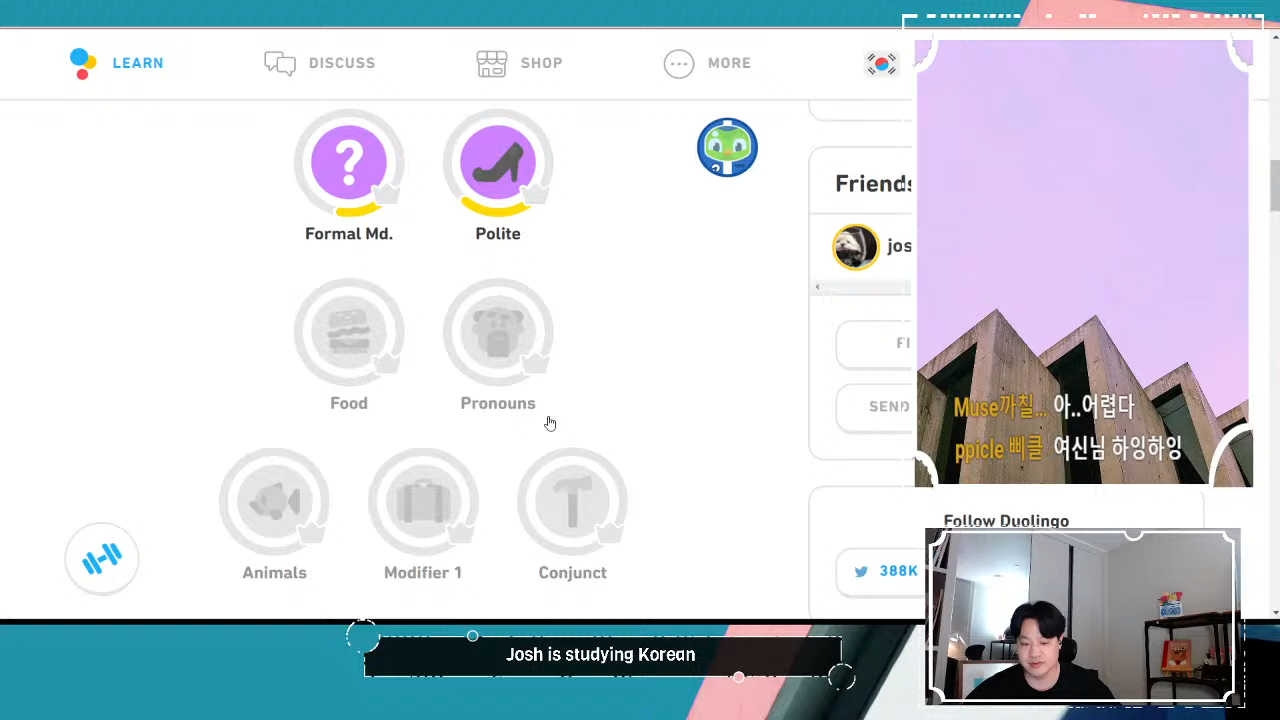 LEARN
DISCUSS
SHOP
MORE
Formal Md.
Polite
Friends
jos
Food
Pronouns
SEND
Muse까칠... 아..어렵다
ppicle 삐클 여신님 하잉하잉
Animals
Modifier 1
Conjunct
Follow Duolingo
388K
Josh is studying Korean